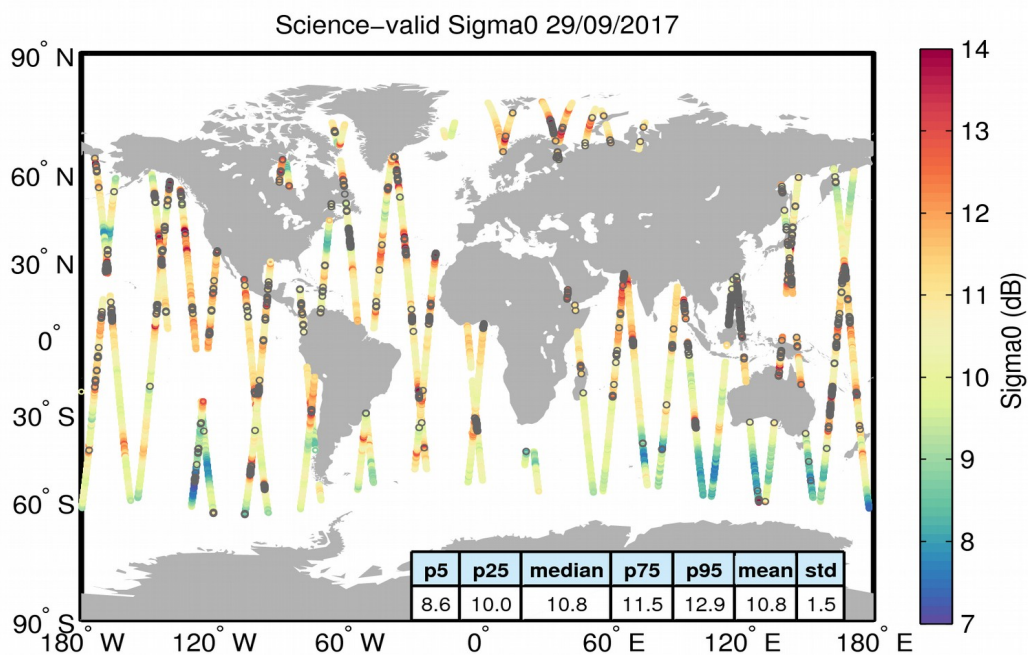 Science−valid Sigma0 29/09/2017
90° N
60° N
30° N
0°
30° S
60° S
90° S
180° W
120° W
60° W
0°
60° E
120° E
180° E
14
13
12
11
10
9
8
7
Sigma0 (dB)
p5 p25 median p75 p95 mean std
8.6 10.0 10.8 11.5 12.9 10.8 1.5